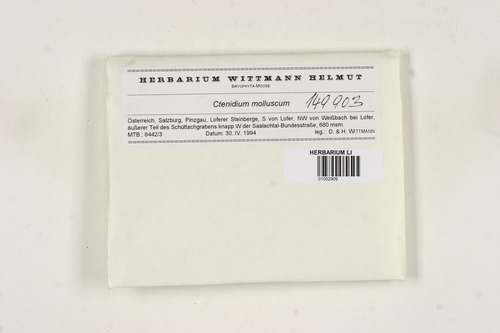 HERBARIUM WITTMANN HELMUT
BRYOPHYTA-MOOSE
Ctenidium molluscum 149903
Österreich, Salzburg, Pinzgau, Loferer Steinberge, S von Lofer, NW von Weißbach bei Lofer,
äußerer Teil des Schüttachgrabens knapp W der Saalachtal-Bundesstraße, 680 msm.
MTB.: 8442/3 Datum: 30. IV. 1994 leg.: D. & H. WITTMANN
HERBARIUM LI
01052909